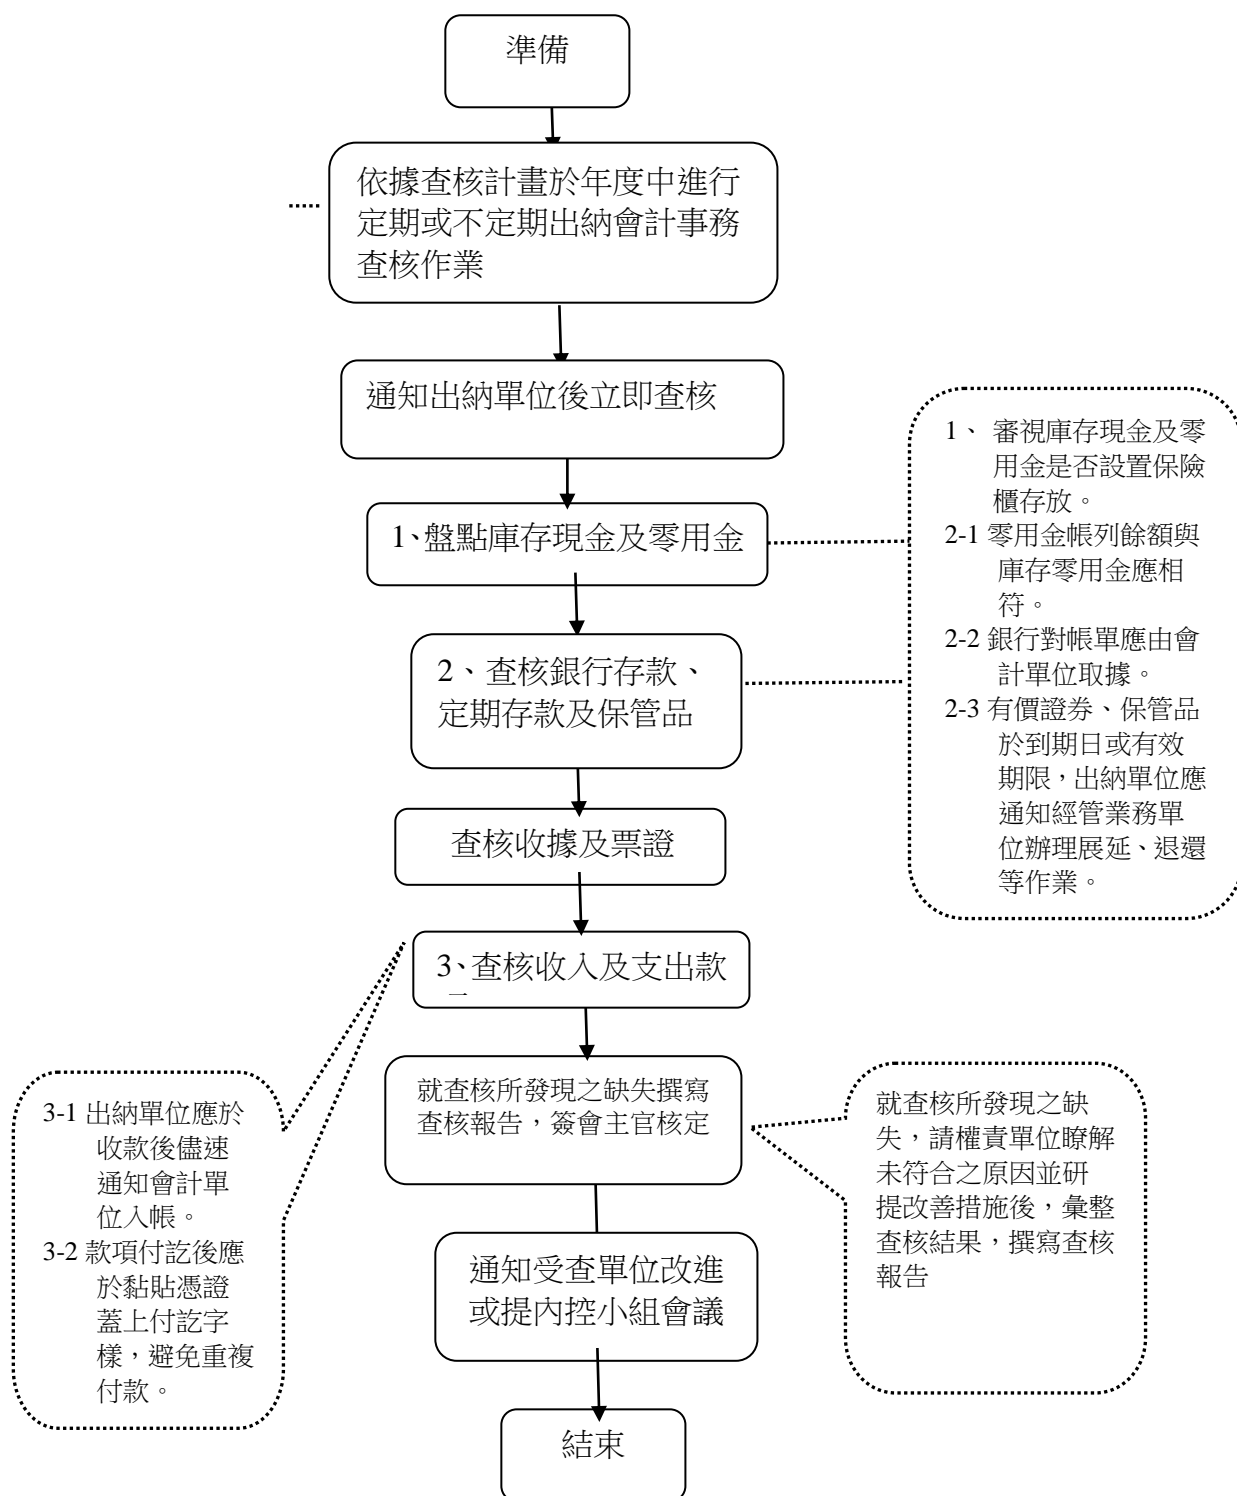 準備
依據查核計畫於年度中進行
定期或不定期出納會計事務
查核作業
通知出納單位後立即查核
1、盤點庫存現金及零用金
2、查核銀行存款、
定期存款及保管品
1、 審視庫存現金及零
用金是否設置保險
櫃存放。
2-1 零用金帳列餘額與
庫存零用金應相
符。
2-2 銀行對帳單應由會
計單位取據。
2-3 有價證券、保管品
於到期日或有效
期限，出納單位應
通知經管業務單
位辦理展延、退還
等作業。
查核收據及票證
3、查核收入及支出款
3-1 出納單位應於
收款後儘速
通知會計單
位入帳。
3-2 款項付訖後應
於黏貼憑證
蓋上付訖字
樣，避免重複
付款。
就查核所發現之缺失撰寫
查核報告，簽會主官核定
就查核所發現之缺
失，請權責單位瞭解
未符合之原因並研
提改善措施後，彙整
查核結果，撰寫查核
報告
通知受查單位改進
或提內控小組會議
結束